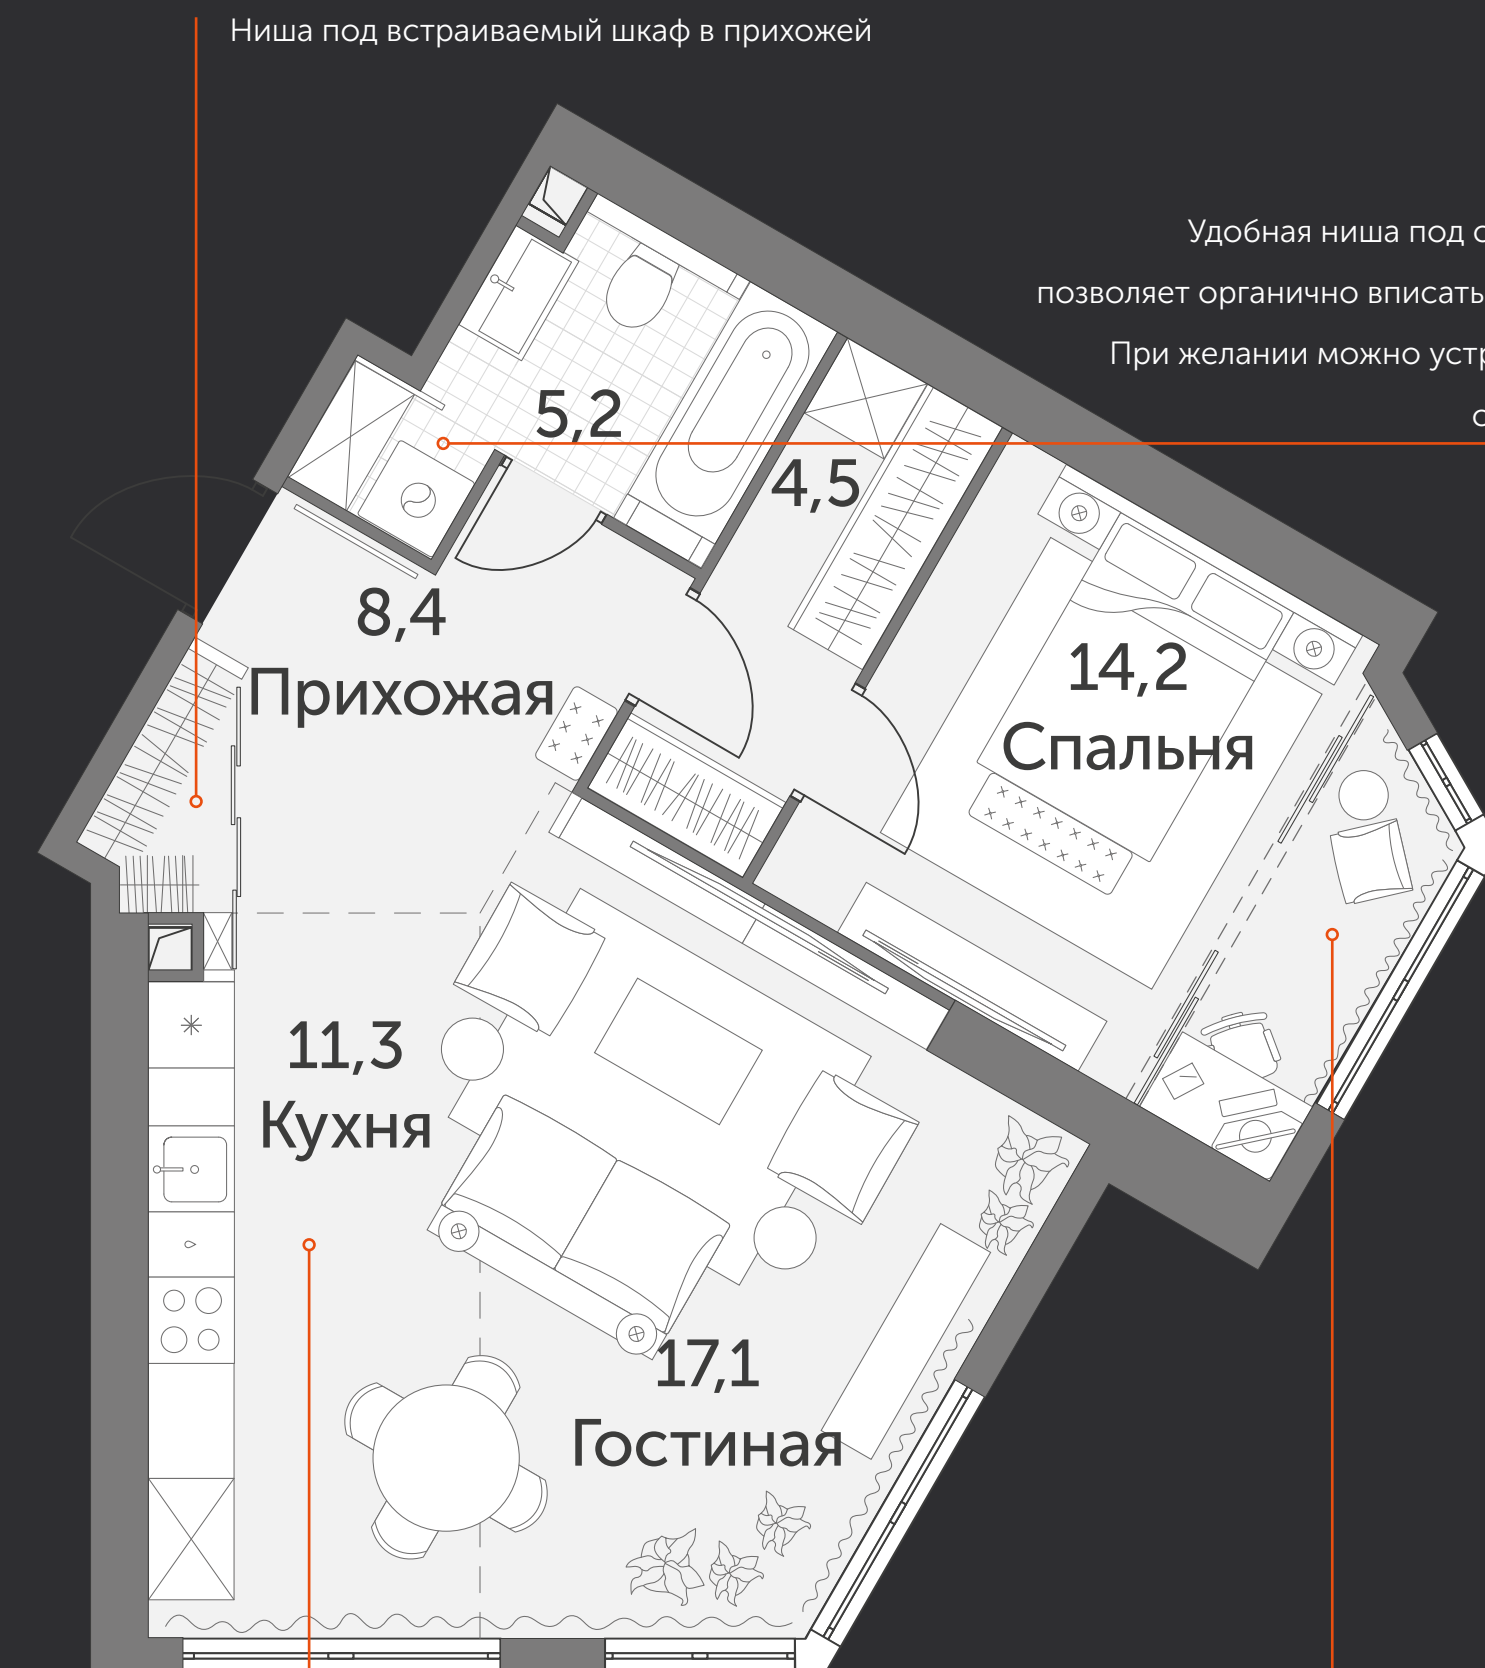 Ниша под встраиваемый шкаф в прихожей
Удобная ниша под
позволяет органично вписать
При желании можно
5,2
4,5
8,4
Прихожая
14,2
Спальня
11,3
Кухня
17,1
Гостиная